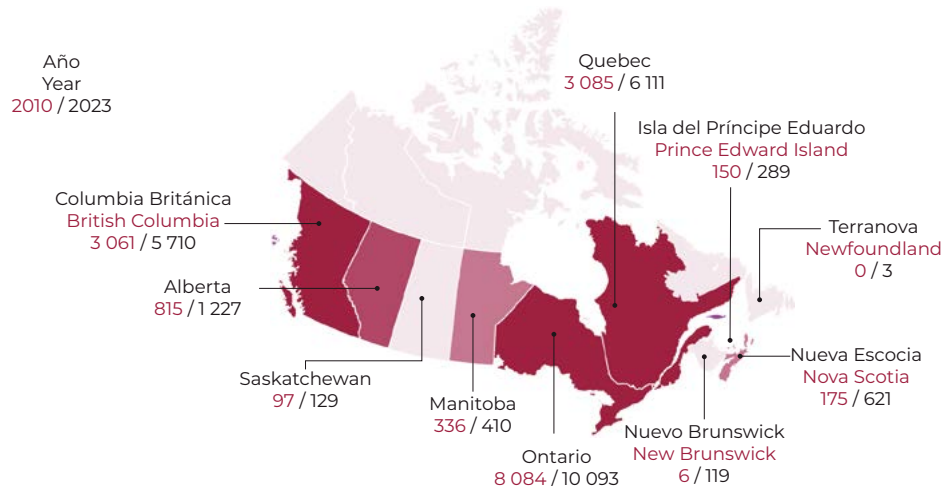 Año
Year
2010 / 2023
Quebec
3 085 / 6 111
Isla del Príncipe Eduardo
Prince Edward Island
150 / 289
Columbia Británica
British Columbia
3 061 / 5 710
Terranova
Newfoundland
0 / 3
Alberta
815 / 1 227
Nueva Escocia
Nova Scotia
175 / 621
Saskatchewan
97 / 129
Manitoba
336 / 410
Nuevo Brunswick
New Brunswick
6 / 119
Ontario
8 084 / 10 093